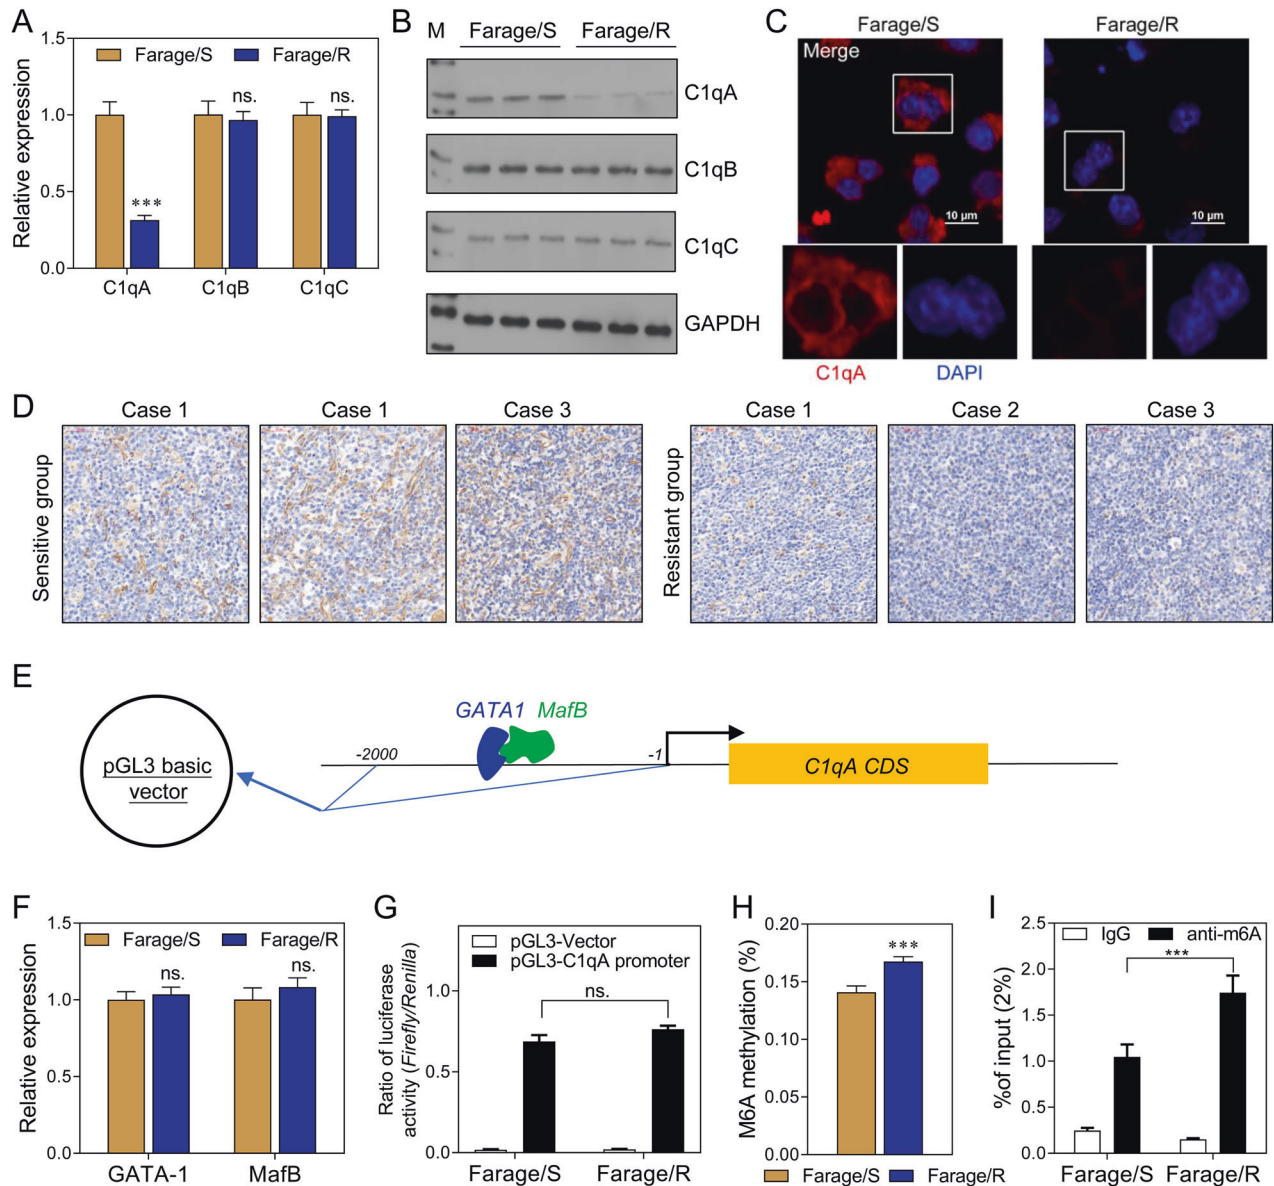 A
Farage/S
Farage/R
Relative expression
1.5
1.0
0.5
0.0
***
ns.
ns.
C1qA
C1qB
C1qC
B
M
Farage/S
Farage/R
C1qA
C1qB
C1qC
GAPDH
C
Farage/S
Farage/R
Merge
10 μm
10 μm
C1qA
DAPI
D
Case 1
Case 1
Case 3
Case 1
Case 2
Case 3
Sensitive group
Resistant group
E
pGL3 basic
vector
-2000
GATA1
MafB
-1
C1qA CDS
F
Farage/S
Farage/R
Relative expression
1.5
1.0
0.5
0.0
ns.
ns.
GATA-1
MafB
G
pGL3-Vector
pGL3-C1qA promoter
Ratio of luciferase
activity (Firefly/Renilla)
1.0
0.5
0.0
ns.
Farage/S
Farage/R
H
M6A methylation (%)
0.20
0.15
0.10
0.05
0.00
***
Farage/S
Farage/R
I
IgG
anti-m6A
%of input (2%)
2.5
2.0
1.5
1.0
0.5
0.0
***
Farage/S
Farage/R